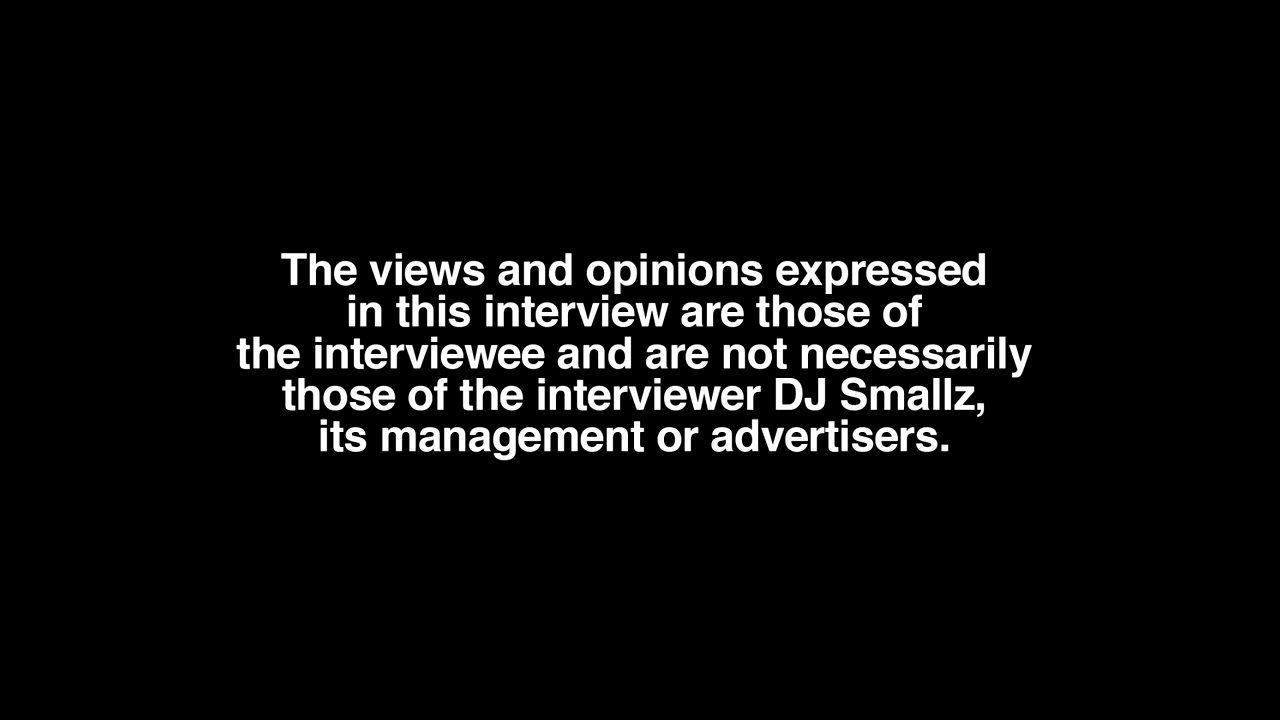 The views and opinions expressed
in this interview are those of
the interviewee and are not necessarily
those of the interviewer DJ Smallz,
its management or advertisers.